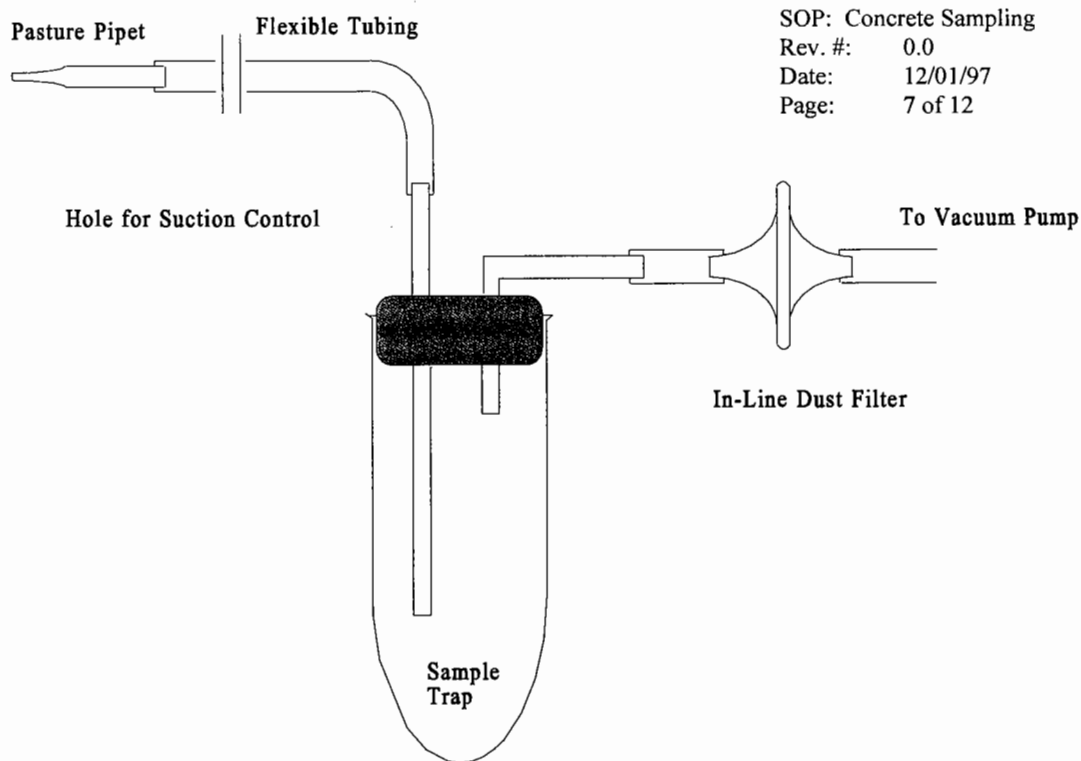 SOP: Concrete Sampling
Rev. #: 0.0
Date: 12/01/97
Page: 7 of 12
Pasture Pipet
Flexible Tubing
Hole for Suction Control
To Vacuum Pump
In-Line Dust Filter
Sample
Trap